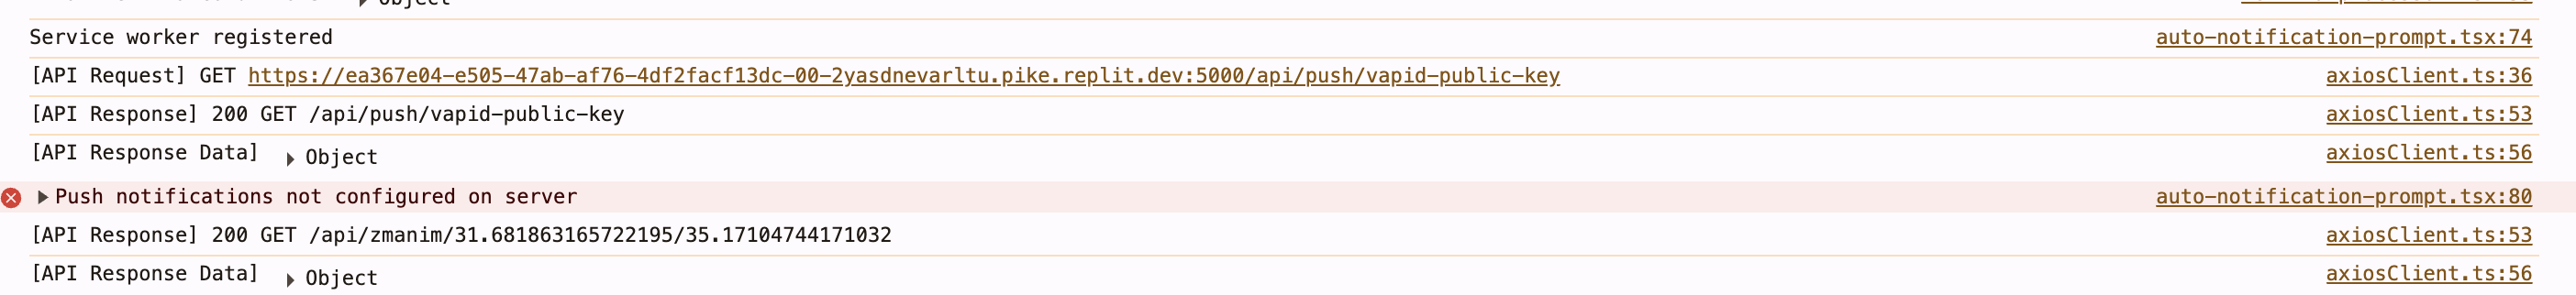 Object
Service worker registered auto-notification-prompt.tsx:74
[API Request] GET https://ea367e04-e505-47ab-af76-4df2facf13dc-00-2yasdnevarltu.pike.replit.dev:5000/api/push/vapid-public-key axiosClient.ts:36
[API Response] 200 GET /api/push/vapid-public-key axiosClient.ts:53
[API Response Data] Object axiosClient.ts:56
Push notifications not configured on server auto-notification-prompt.tsx:80
[API Response] 200 GET /api/zmanim/31.681863165722195/35.17104744171032 axiosClient.ts:53
[API Response Data] Object axiosClient.ts:56